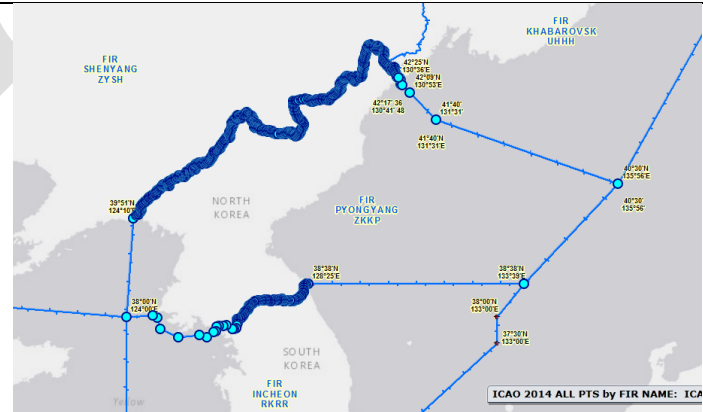 FIR
KHABAROVSK
UHHH
FIR
SHENYANG
ZYSH
42°25'N
130°36'E
42°09'N
130°53'E
42°17' 36
130°41' 48
41°40'
131°31'
41°40'N
131°31'E
40°30'N
135°56'E
40°30'
135°56'
39°51'N
124°10'E
NORTH
KOREA
FIR
PYONGYANG
ZKKP
38°38'N
128°25'E
38°38'N
133°39'E
38°00'N
124°00'E
38°00'N
133°00'E
37°30'N
133°00'E
SOUTH
KOREA
FIR
INCHEON
RKRR
Yellow
ICAO 2014 ALL PTS by FIR NAME: ICA